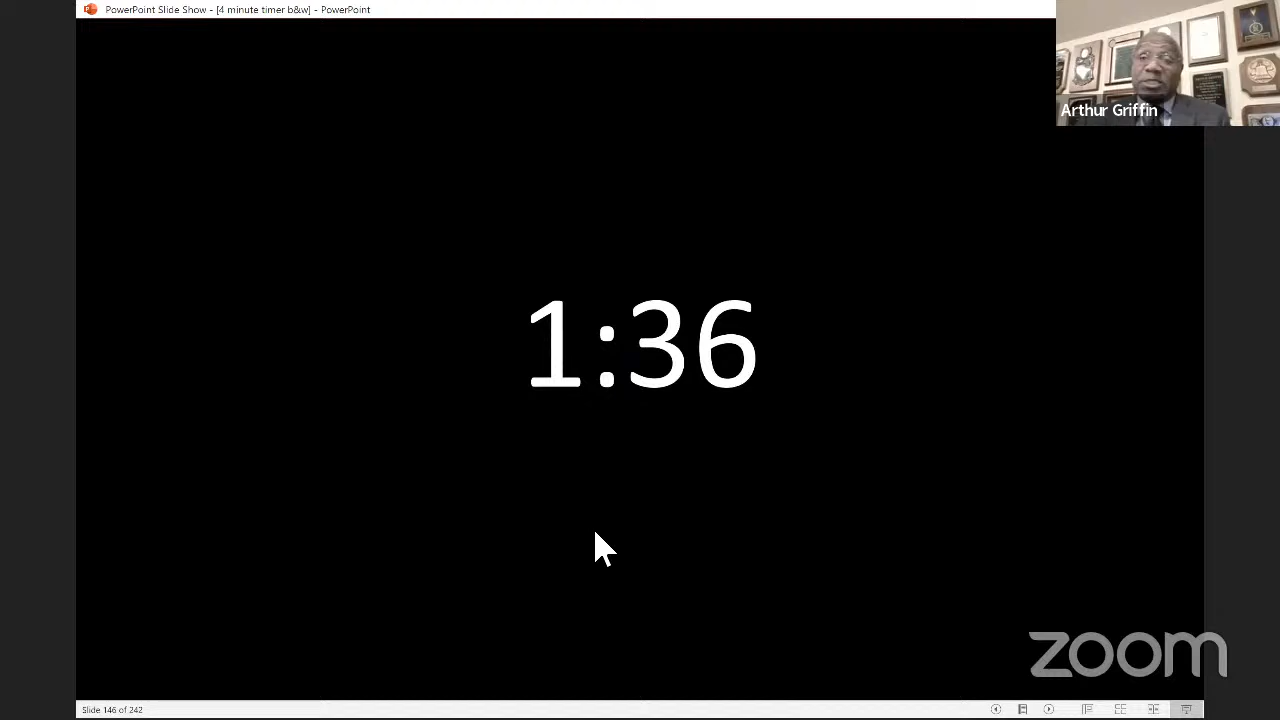 PowerPoint Slide Show - [4 minute timer b&w] - PowerPoint
Arthur Griffin
1:36
zoom
Slide 146 of 242